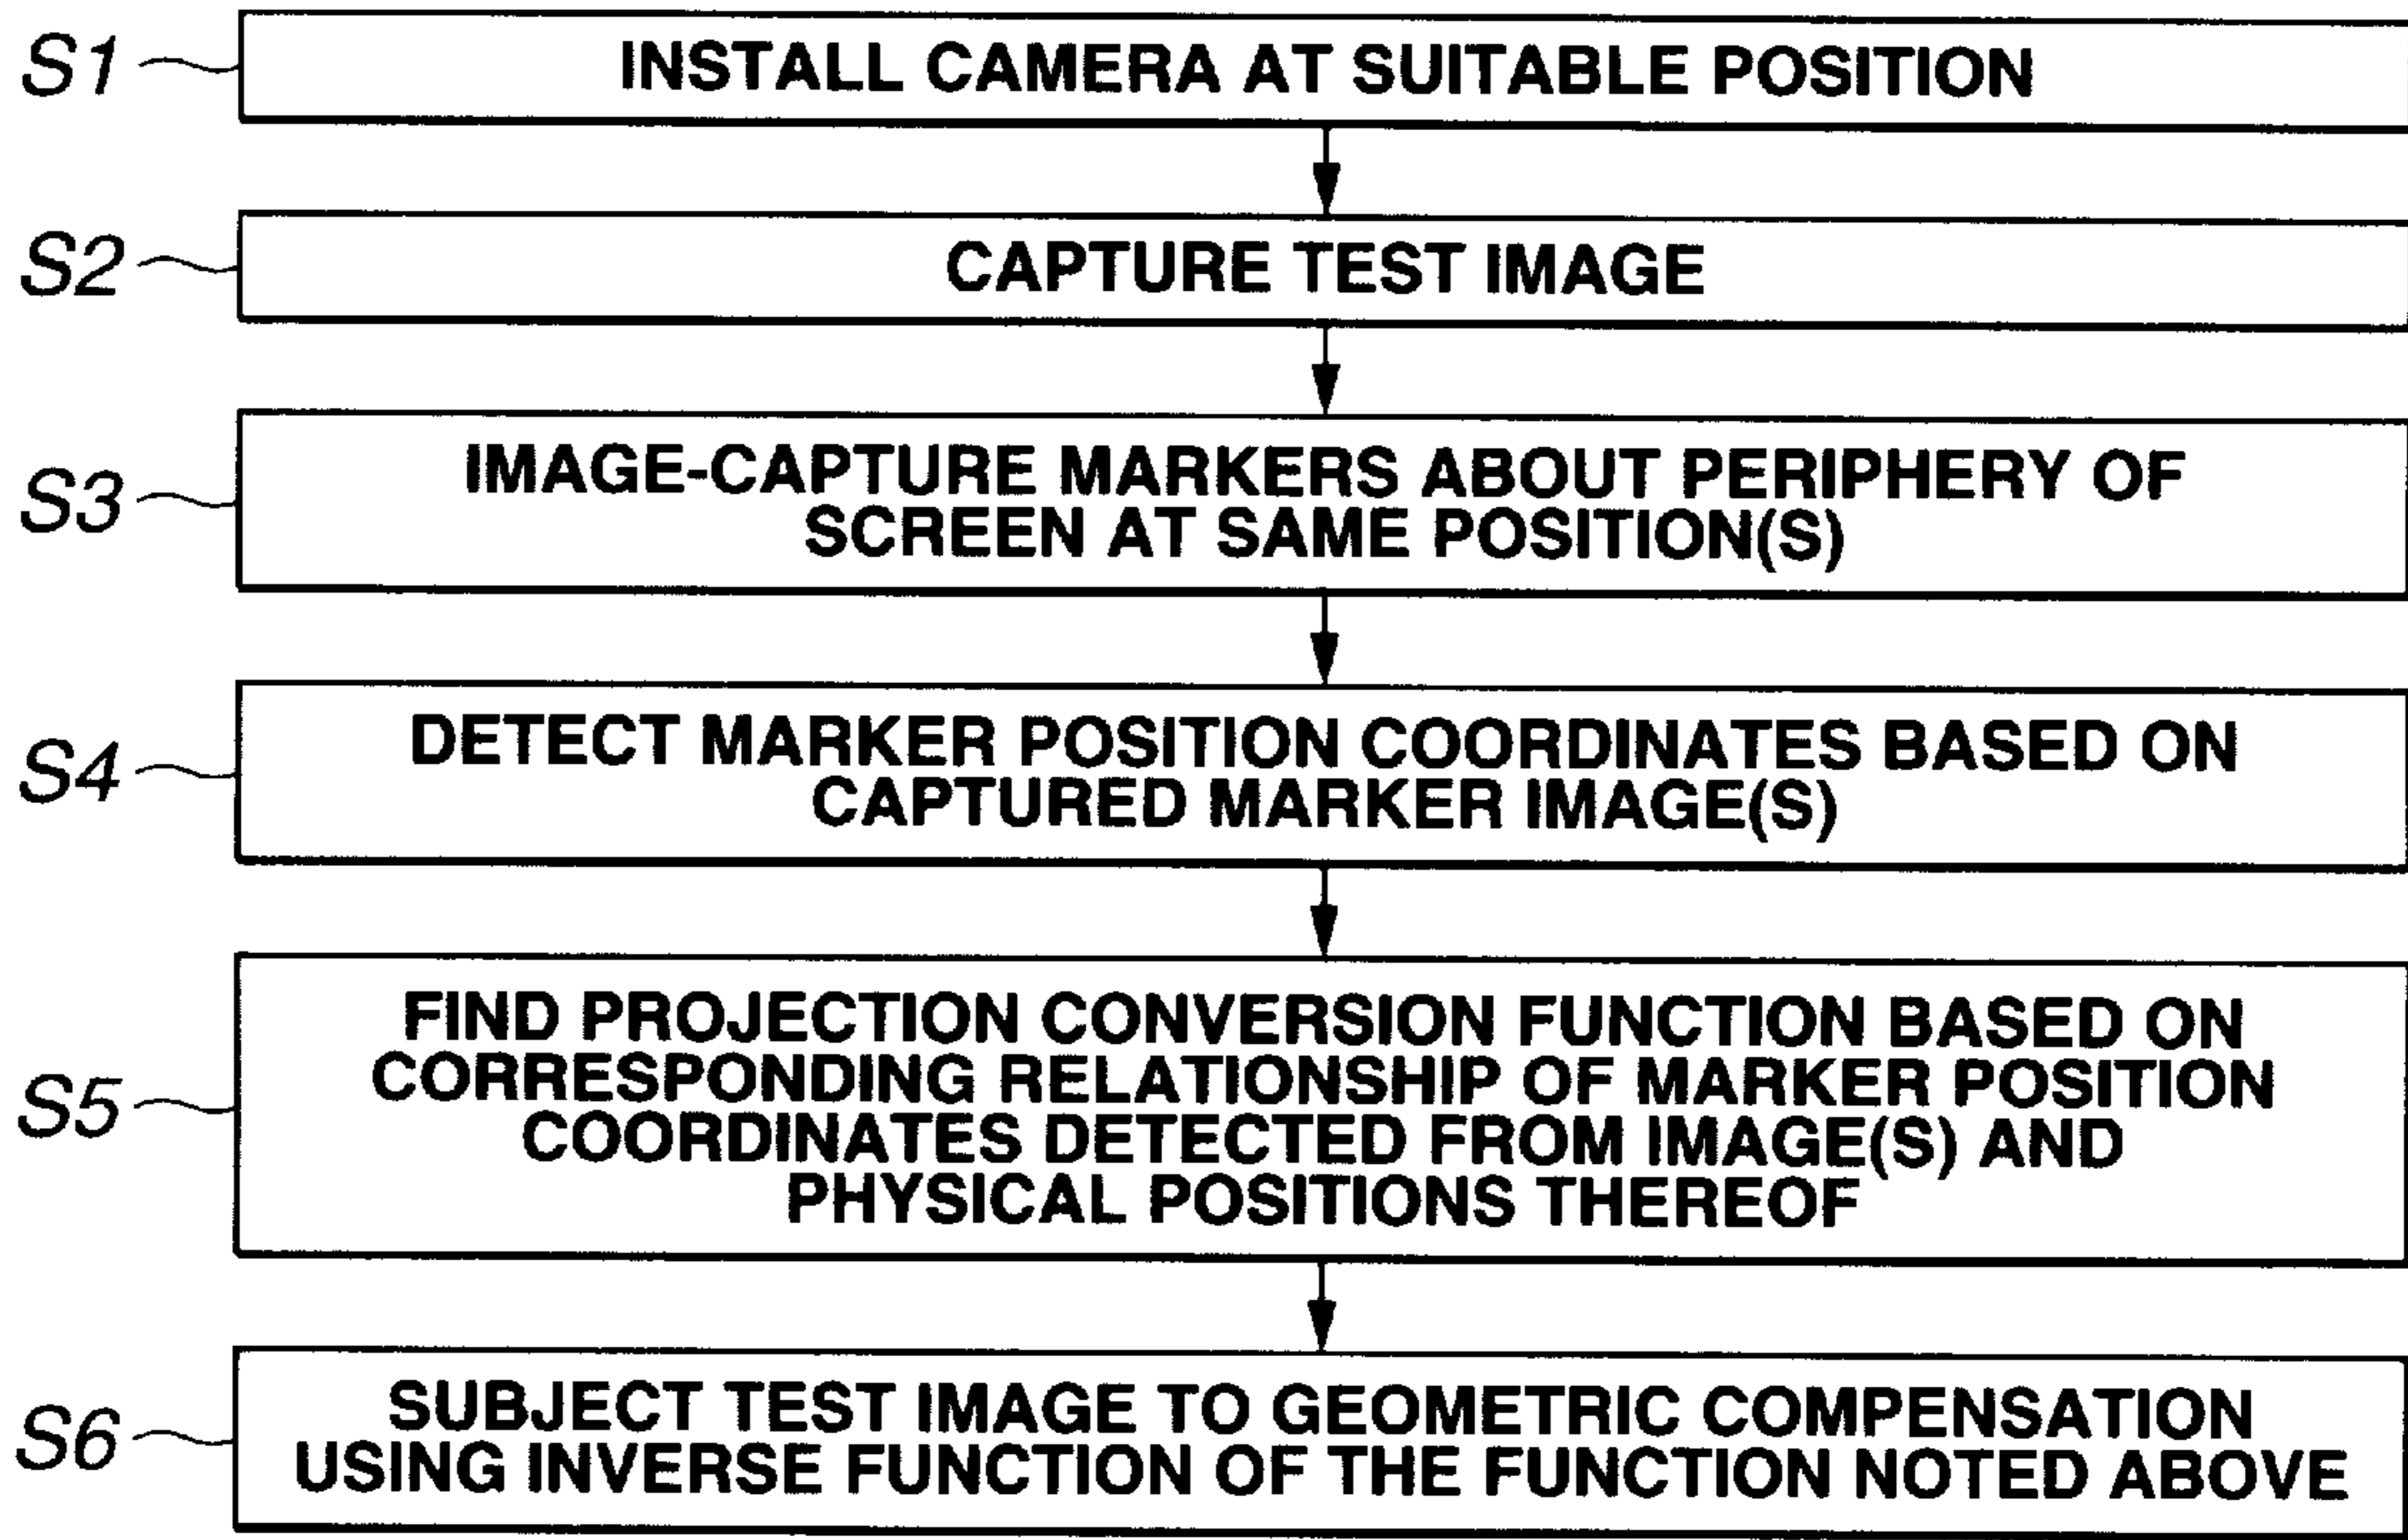 S1
INSTALL CAMERA AT SUITABLE POSITION
S2
CAPTURE TEST IMAGE
S3
IMAGE-CAPTURE MARKERS ABOUT PERIPHERY OF
SCREEN AT SAME POSITION(S)
S4
DETECT MARKER POSITION COORDINATES BASED ON
CAPTURED MARKER IMAGE(S)
S5
FIND PROJECTION CONVERSION FUNCTION BASED ON
CORRESPONDING RELATIONSHIP OF MARKER POSITION
COORDINATES DETECTED FROM IMAGE(S) AND
PHYSICAL POSITIONS THEREOF
S6
SUBJECT TEST IMAGE TO GEOMETRIC COMPENSATION
USING INVERSE FUNCTION OF THE FUNCTION NOTED ABOVE